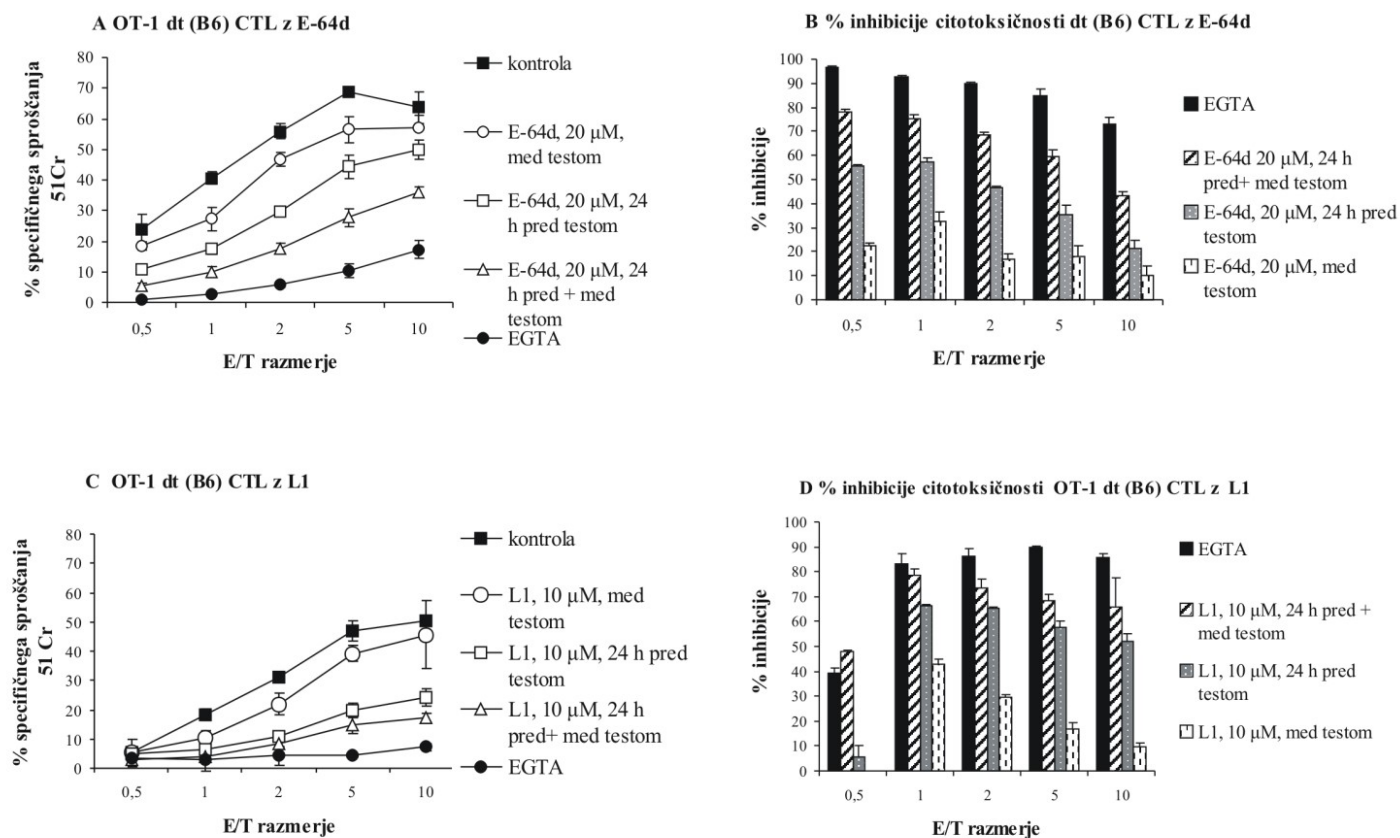 A OT-1 dt (B6) CTL z E-64d
% specifičnega sproščanja
51Cr
80
70
60
50
40
30
20
10
0
0,5 1 2 5 10
E/T razmerje
kontrola
E-64d, 20 µM,
med testom
E-64d, 20 µM, 24
h pred testom
E-64d, 20 µM, 24
h pred + med
testom
EGTA
B % inhibicije citotoksičnosti dt (B6) CTL z E-64d
% inhibicije
100
90
80
70
60
50
40
30
20
10
0
0,5 1 2 5 10
E/T razmerje
EGTA
E-64d 20 µM, 24 h
pred+ med testom
E-64d, 20 µM, 24 h pred
testom
E-64d, 20 µM, med
testom
C OT-1 dt (B6) CTL z L1
% specifičnega sproščanja
51 Cr
80
70
60
50
40
30
20
10
0
0,5 1 2 5 10
E/T razmerje
kontrola
L1, 10 µM, med
testom
L1, 10 µM, 24 h pred
testom
L1, 10 µM, 24 h
pred+ med testom
EGTA
D % inhibicije citotoksičnosti OT-1 dt (B6) CTL z L1
% inhibicije
100
90
80
70
60
50
40
30
20
10
0
0,5 1 2 5 10
E/T razmerje
EGTA
L1, 10 µM, 24 h pred +
med testom
L1, 10 µM, 24 h pred
testom
L1, 10 µM, med testom